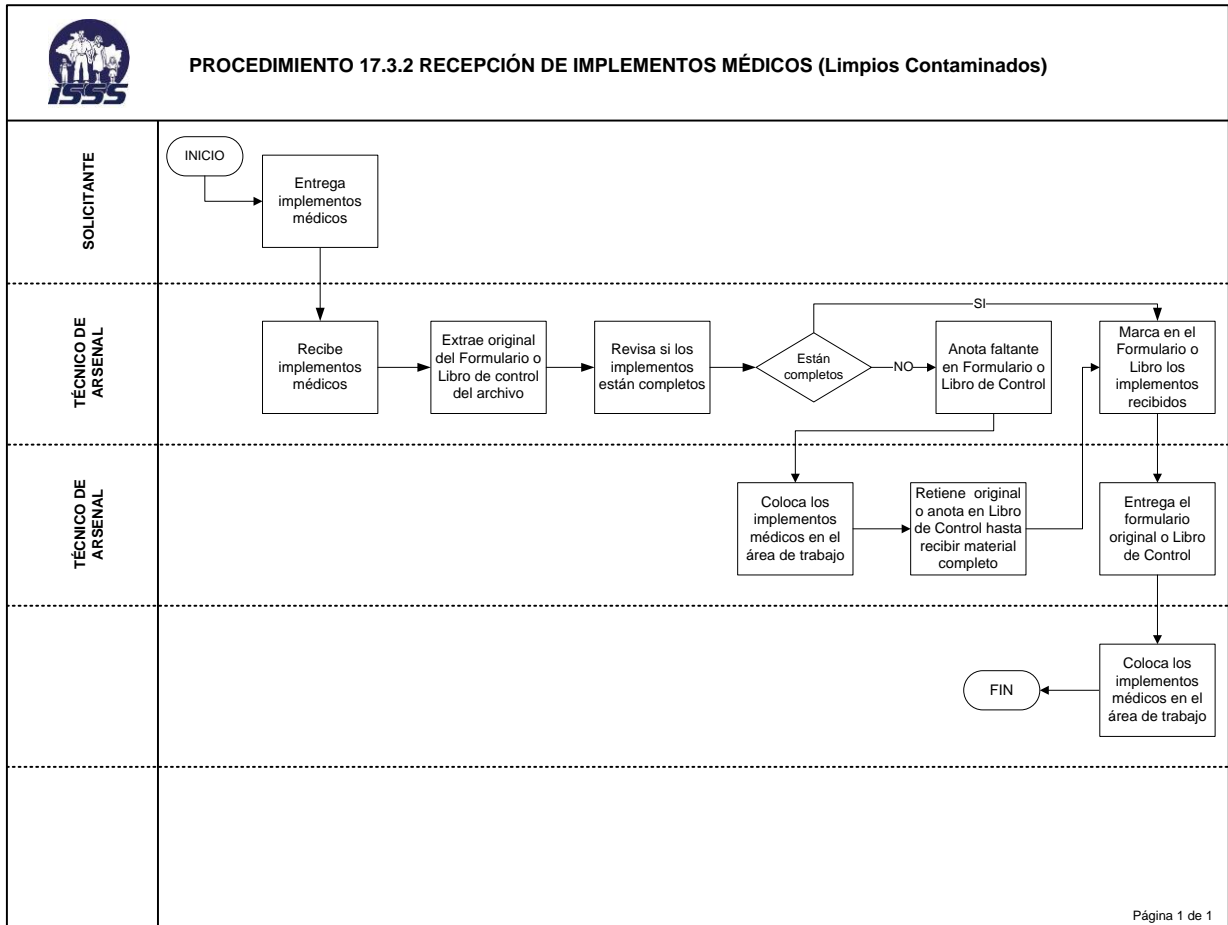 ISSS
PROCEDIMIENTO 17.3.2 RECEPCIÓN DE IMPLEMENTOS MÉDICOS (Limpios Contaminados)
SOLICITANTE
INICIO
Entrega
implementos
médicos
TÉCNICO DE
ARSENAL
Recibe
implementos
médicos
Extrae original
del Formulario o
Libro de control
del archivo
Revisa si los
implementos
están completos
Están
completos
SI
NO
Anota faltante
en Formulario o
Libro de Control
Marca en el
Formulario o
Libro los
implementos
recibidos
TÉCNICO DE
ARSENAL
Coloca los
implementos
médicos en el
área de trabajo
Retiene original
o anota en Libro
de Control hasta
recibir material
completo
Entrega el
formulario
original o Libro
de Control
Coloca los
implementos
médicos en el
área de trabajo
FIN
Página 1 de 1